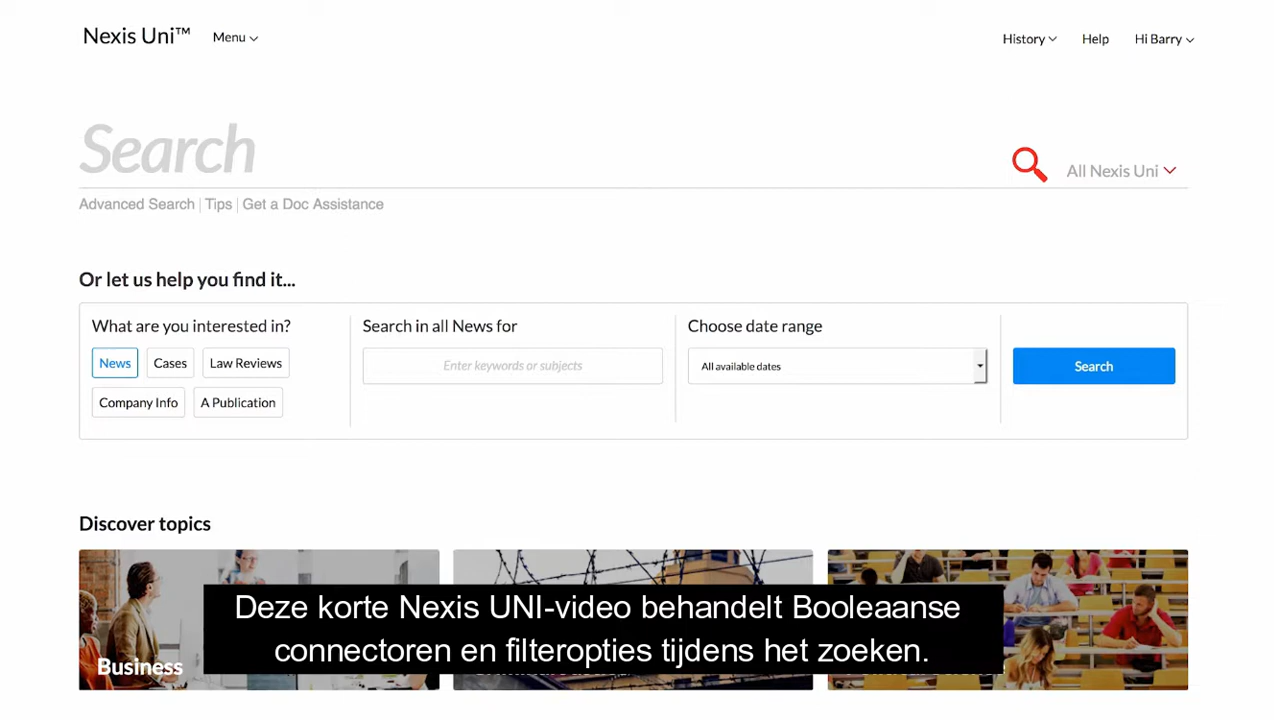 Nexis Uni™ Menu History Help Hi Barry
Search
All Nexis Uni
Advanced Search | Tips | Get a Doc Assistance
Or let us help you find it...
What are you interested in? Search in all News for Choose date range
News Cases Law Reviews Enter keywords or subjects All available dates Search
Company Info A Publication
Discover topics
Deze korte Nexis UNI-video behandelt Booleaanse
connectoren en filteropties tijdens het zoeken.
Business